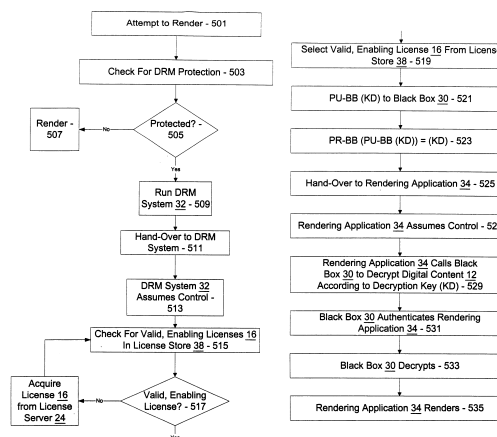 Attempt to Render - 501
Check For DRM Protection - 503
Protected? -
505
No
Render -
507
Yes
Run DRM
System 32 - 509
Hand-Over to DRM
System - 511
DRM System 32
Assumes Control -
513
Check For Valid, Enabling Licenses 16
In License Store 38 - 515
Valid, Enabling
License? - 517
No
Acquire
License 16
from License
Server 24
Yes
Select Valid, Enabling License 16 From License
Store 38 - 519
PU-BB (KD) to Black Box 30 - 521
PR-BB (PU-BB (KD)) = (KD) - 523
Hand-Over to Rendering Application 34 - 525
Rendering Application 34 Assumes Control - 52
Rendering Application 34 Calls Black
Box 30 to Decrypt Digital Content 12
According to Decryption Key (KD) - 529
Black Box 30 Authenticates Rendering
Application 34 - 531
Black Box 30 Decrypts - 533
Rendering Application 34 Renders - 535